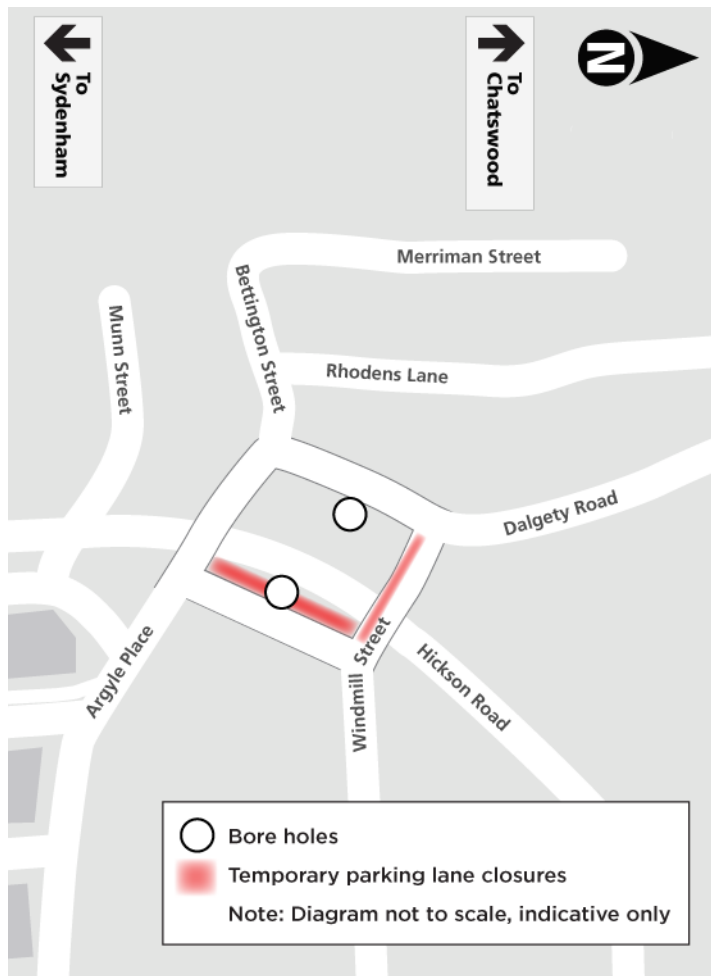 To
Sydenham
To
Chatswood
N
Merriman Street
Bettington Street
Munn Street
Rhodens Lane
Dalgety Road
Argyle Place
Windmill Street
Hickson Road
Bore holes
Temporary parking lane closures
Note: Diagram not to scale, indicative only